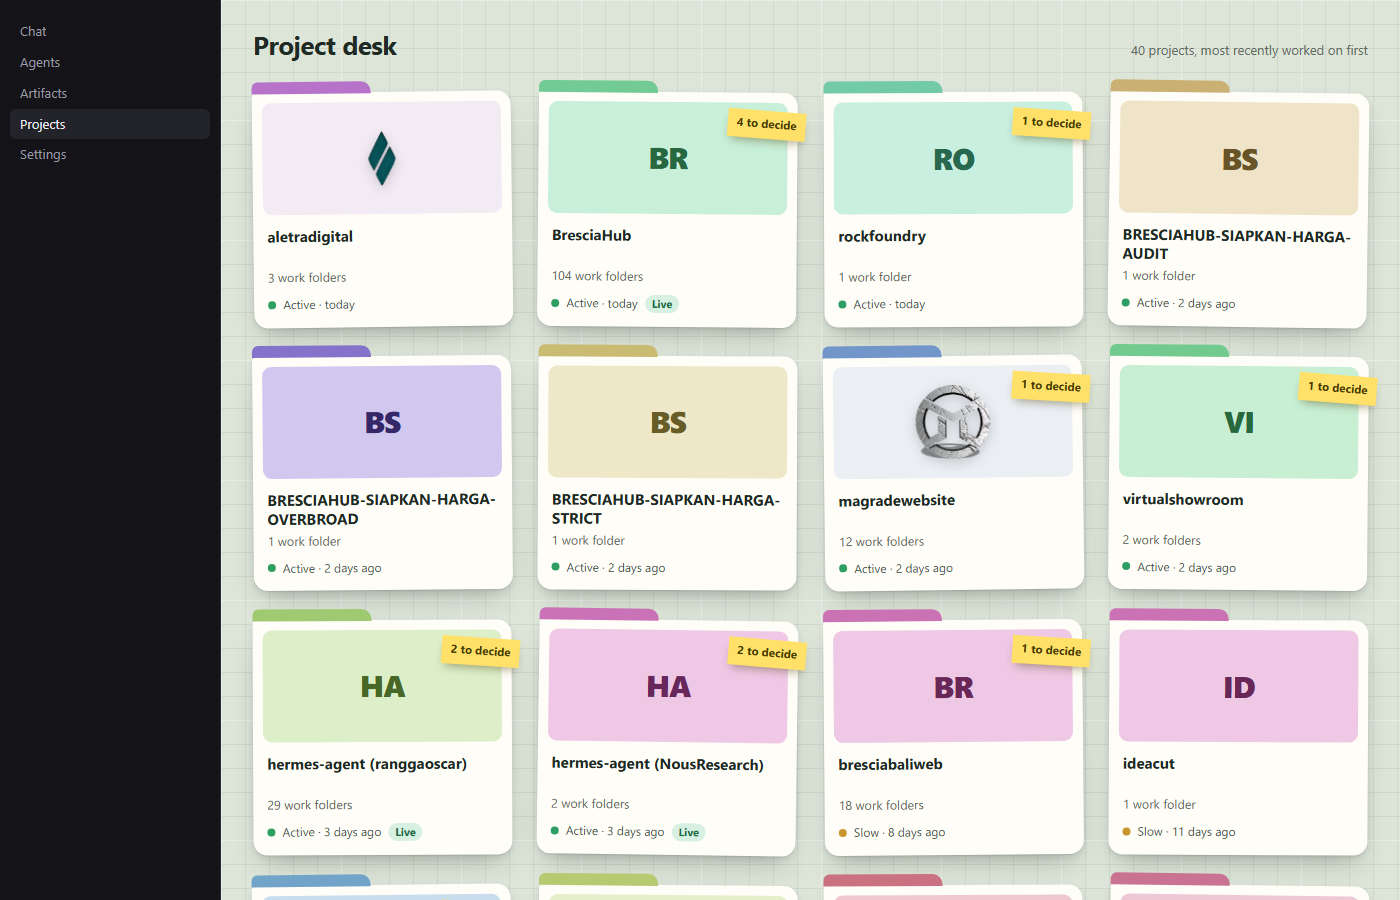 Chat
Agents
Artifacts
Projects
Settings
Project desk
40 projects, most recently worked on first
aletradigital
3 work folders
Active · today
4 to decide
BR
BresciaHub
104 work folders
Active · today Live
1 to decide
RO
rockfoundry
1 work folder
Active · today
BS
BRESCIAHUB-SIAPKAN-HARGA-
AUDIT
1 work folder
Active · 2 days ago
BS
BRESCIAHUB-SIAPKAN-HARGA-
OVERBROAD
1 work folder
Active · 2 days ago
BS
BRESCIAHUB-SIAPKAN-HARGA-
STRICT
1 work folder
Active · 2 days ago
1 to decide
magradewebsite
12 work folders
Active · 2 days ago
1 to decide
VI
virtualshowroom
2 work folders
Active · 2 days ago
2 to decide
HA
hermes-agent (ranggaoscar)
29 work folders
Active · 3 days ago Live
2 to decide
HA
hermes-agent (NousResearch)
2 work folders
Active · 3 days ago Live
1 to decide
BR
bresciabaliweb
18 work folders
Slow · 8 days ago
ID
ideacut
1 work folder
Slow · 11 days ago